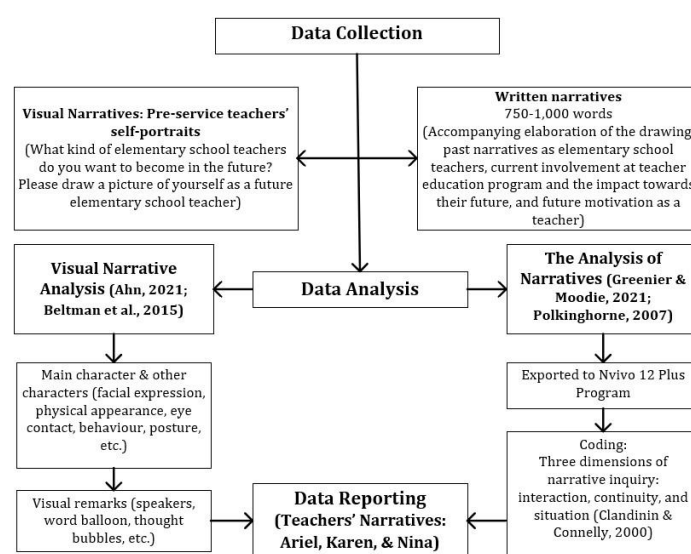 Data Collection
Visual Narratives: Pre-service teachers'
self-portraits
(What kind of elementary school teachers
do you want to become in the future?
Please draw a picture of yourself as a future
elementary school teacher)
Written narratives
750-1,000 words
(Accompanying elaboration of the drawing,
past narratives as elementary school
teachers, current involvement at teacher
education program and the impact towards
their future, and future motivation as a
teacher)
Visual Narrative
Analysis (Ahn, 2021;
Beltman et al., 2015)
Data Analysis
The Analysis of
Narratives (Greenier &
Moodie, 2021;
Polkinghorne, 2007)
Main character & other
characters (facial expression,
physical appearance, eye
contact, behaviour, posture,
etc.)
Exported to Nvivo 12 Plus
Program
Coding:
Three dimensions of
narrative inquiry:
interaction, continuity, and
situation (Clandinin &
Connelly, 2000)
Visual remarks (speakers,
word balloon, thought
bubbles, etc.)
Data Reporting
(Teachers' Narratives:
Ariel, Karen, & Nina)